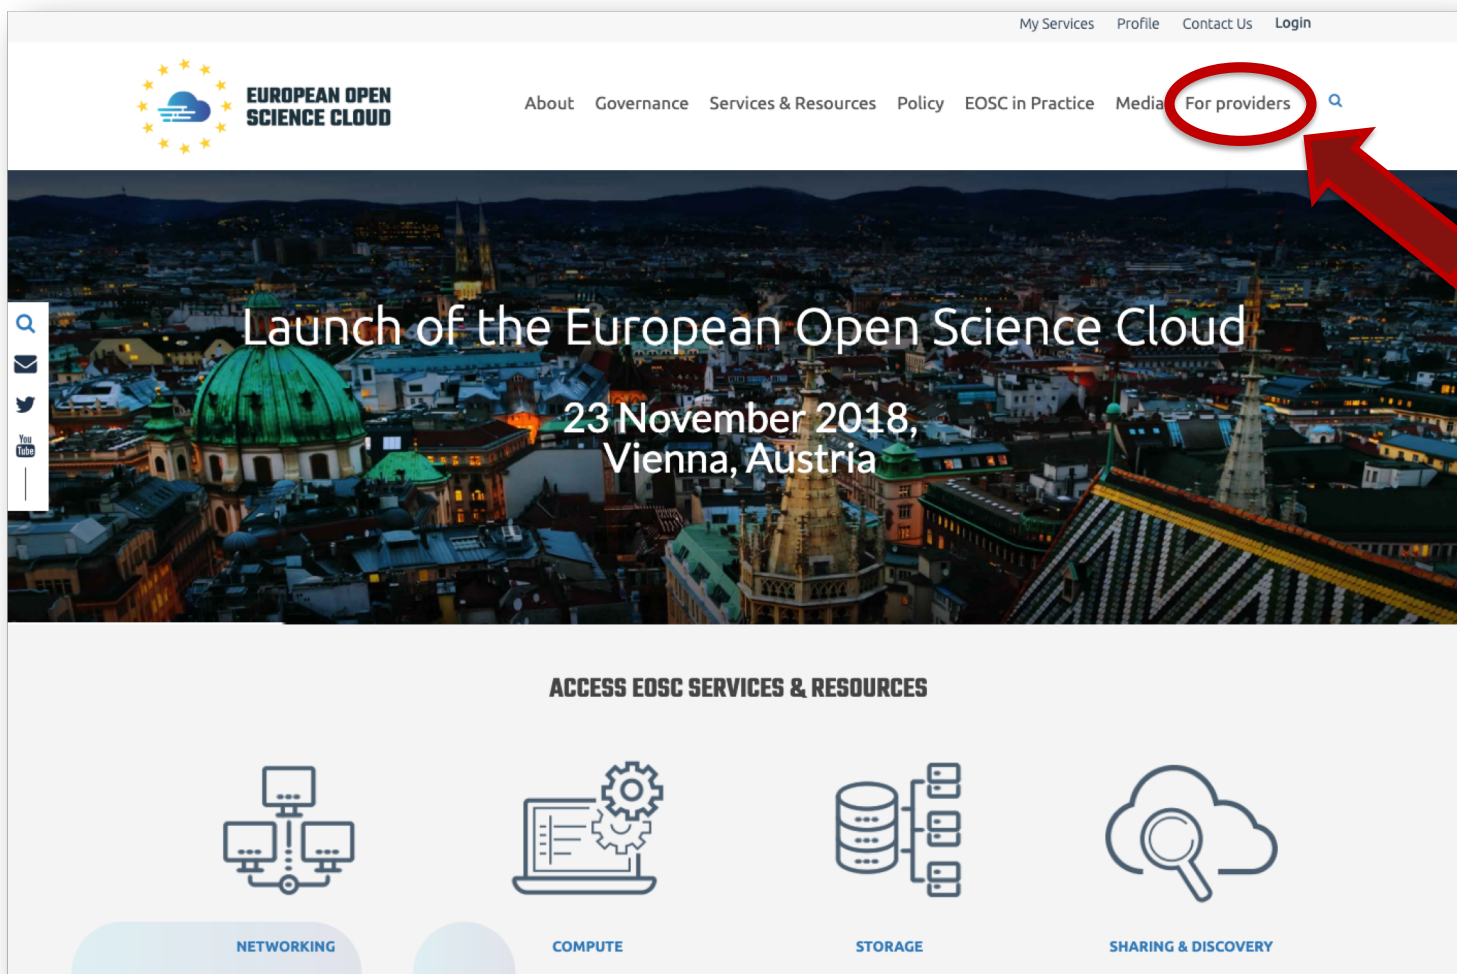 My Services Profile Contact Us Login
EUROPEAN OPEN
SCIENCE CLOUD
About Governance Services & Resources Policy EOSC in Practice Media For providers
Launch of the European Open Science Cloud
23 November 2018,
Vienna, Austria
You
Tube
ACCESS EOSC SERVICES & RESOURCES
NETWORKING COMPUTE STORAGE SHARING & DISCOVERY